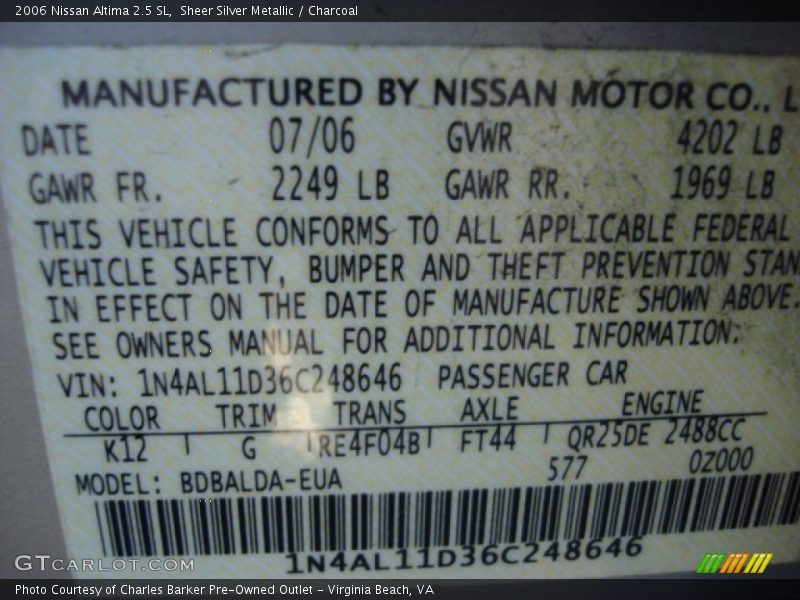 2006 Nissan Altima 2.5 SL,  Sheer Silver Metallic / Charcoal
MANUFACTURED BY NISSAN MOTOR CO., L
DATE 07/06 GVWR 4202 LB
GAWR FR. 2249 LB GAWR RR. 1969 LB
THIS VEHICLE CONFORMS TO ALL APPLICABLE FEDERAL
VEHICLE SAFETY, BUMPER AND THEFT PREVENTION STAN
IN EFFECT ON THE DATE OF MANUFACTURE SHOWN ABOVE.
SEE OWNERS MANUAL FOR ADDITIONAL INFORMATION.
VIN: 1N4AL11D36C248646 PASSENGER CAR
COLOR TRIM TRANS AXLE ENGINE
K12 G RE4F04B FT44 QR25DE 2488CC
577 0Z000
MODEL: BDBALDA-EUA
1N4AL11D36C248646
GTCARLOT.COM
Photo Courtesy of Charles Barker Pre-Owned Outlet - Virginia Beach, VA